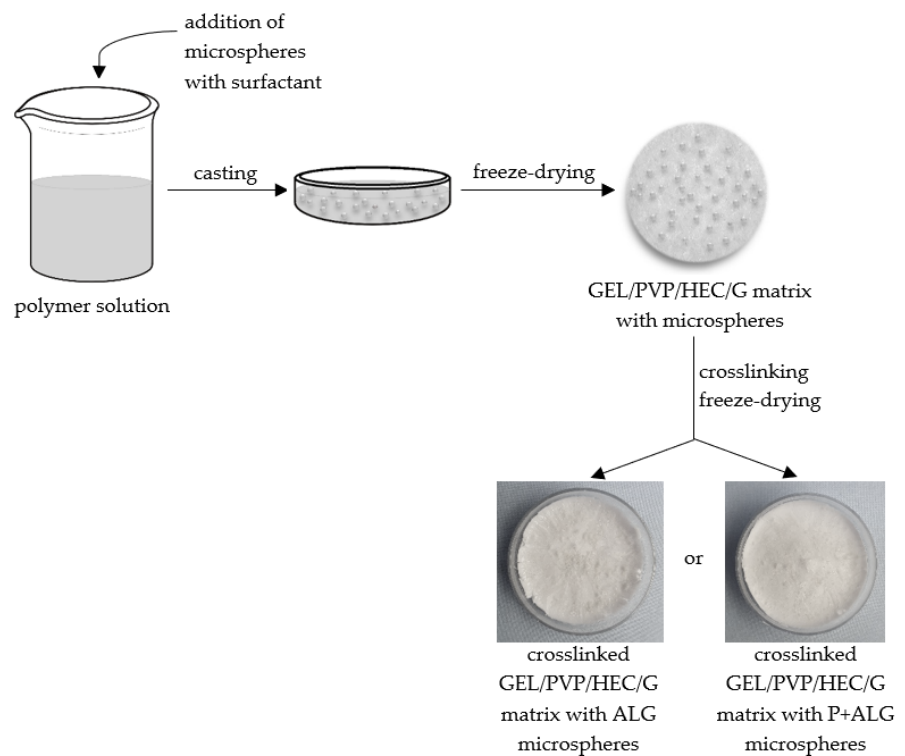 addition of
microspheres
with surfactant
casting
freeze-drying
polymer solution
GEL/PVP/HEC/G matrix
with microspheres
crosslinking
freeze-drying
or
crosslinked
GEL/PVP/HEC/G
matrix with ALG
microspheres
crosslinked
GEL/PVP/HEC/G
matrix with P+ALG
microspheres